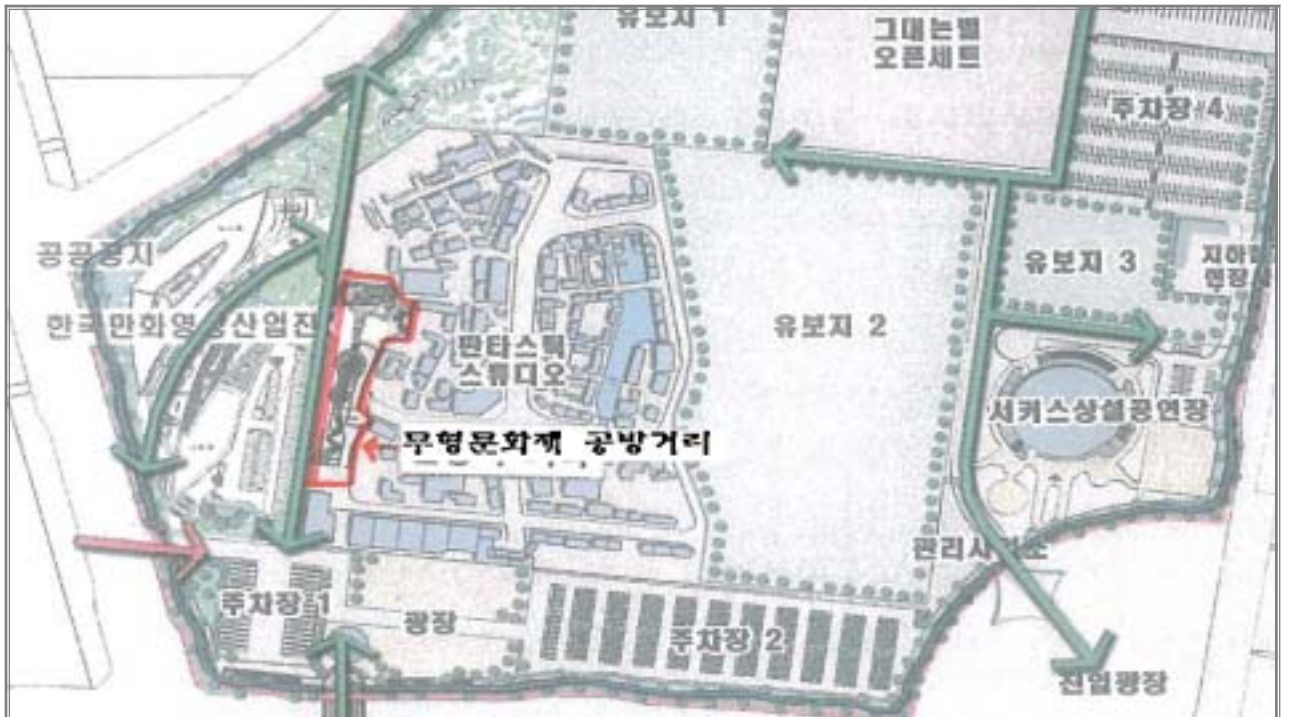 유보지 1
그대는별
오픈세트
주차장 4
공공공지
유보지 3
지하철
연장
한국만화영상산업진
유보지 2
판타스틱
스튜디오
서커스상설공연장
무형문화재 공방거리
관리사무소
주차장 1
광장
주차장 2
진입광장